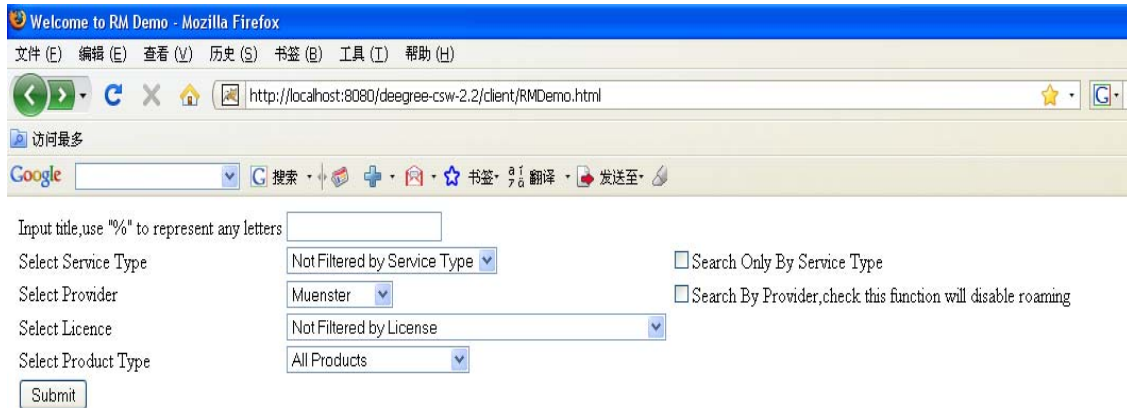 Welcome to RM Demo - Mozilla Firefox
文件 (F) 编辑 (E) 查看 (V) 历史 (S) 书签 (B) 工具 (T) 帮助 (H)
http://localhost:8080/deegree-csw-2.2/client/RMDemo.html
访问最多
Google 搜索 书签 翻译 发送至
Input title,use "%" to represent any letters
Select Service Type Not Filtered by Service Type Search Only By Service Type
Select Provider Muenster Search By Provider,check this function will disable roaming
Select Licence Not Filtered by License
Select Product Type All Products
Submit